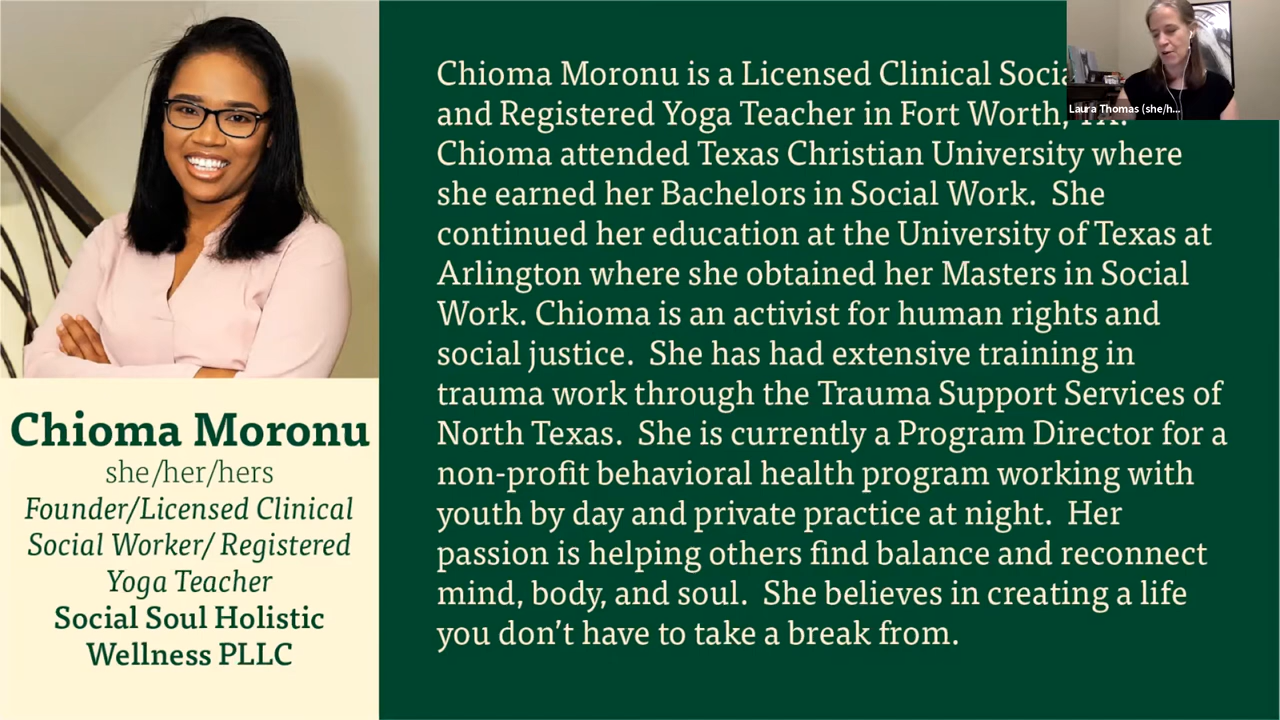 Chioma Moronu
she/her/hers
Founder/Licensed Clinical
Social Worker/ Registered
Yoga Teacher
Social Soul Holistic
Wellness PLLC
Chioma Moronu is a Licensed Clinical
and Registered Yoga Teacher in Fort Worth, TX.
Chioma attended Texas Christian University where
she earned her Bachelors in Social Work.  She
continued her education at the University of Texas at
Arlington where she obtained her Masters in Social
Work. Chioma is an activist for human rights and
social justice.  She has had extensive training in
trauma work through the Trauma Support Services of
North Texas.  She is currently a Program Director for a
non-profit behavioral health program working with
youth by day and private practice at night.  Her
passion is helping others find balance and reconnect
mind, body, and soul.  She believes in creating a life
you don’t have to take a break from.
Laura Thomas (she/h...